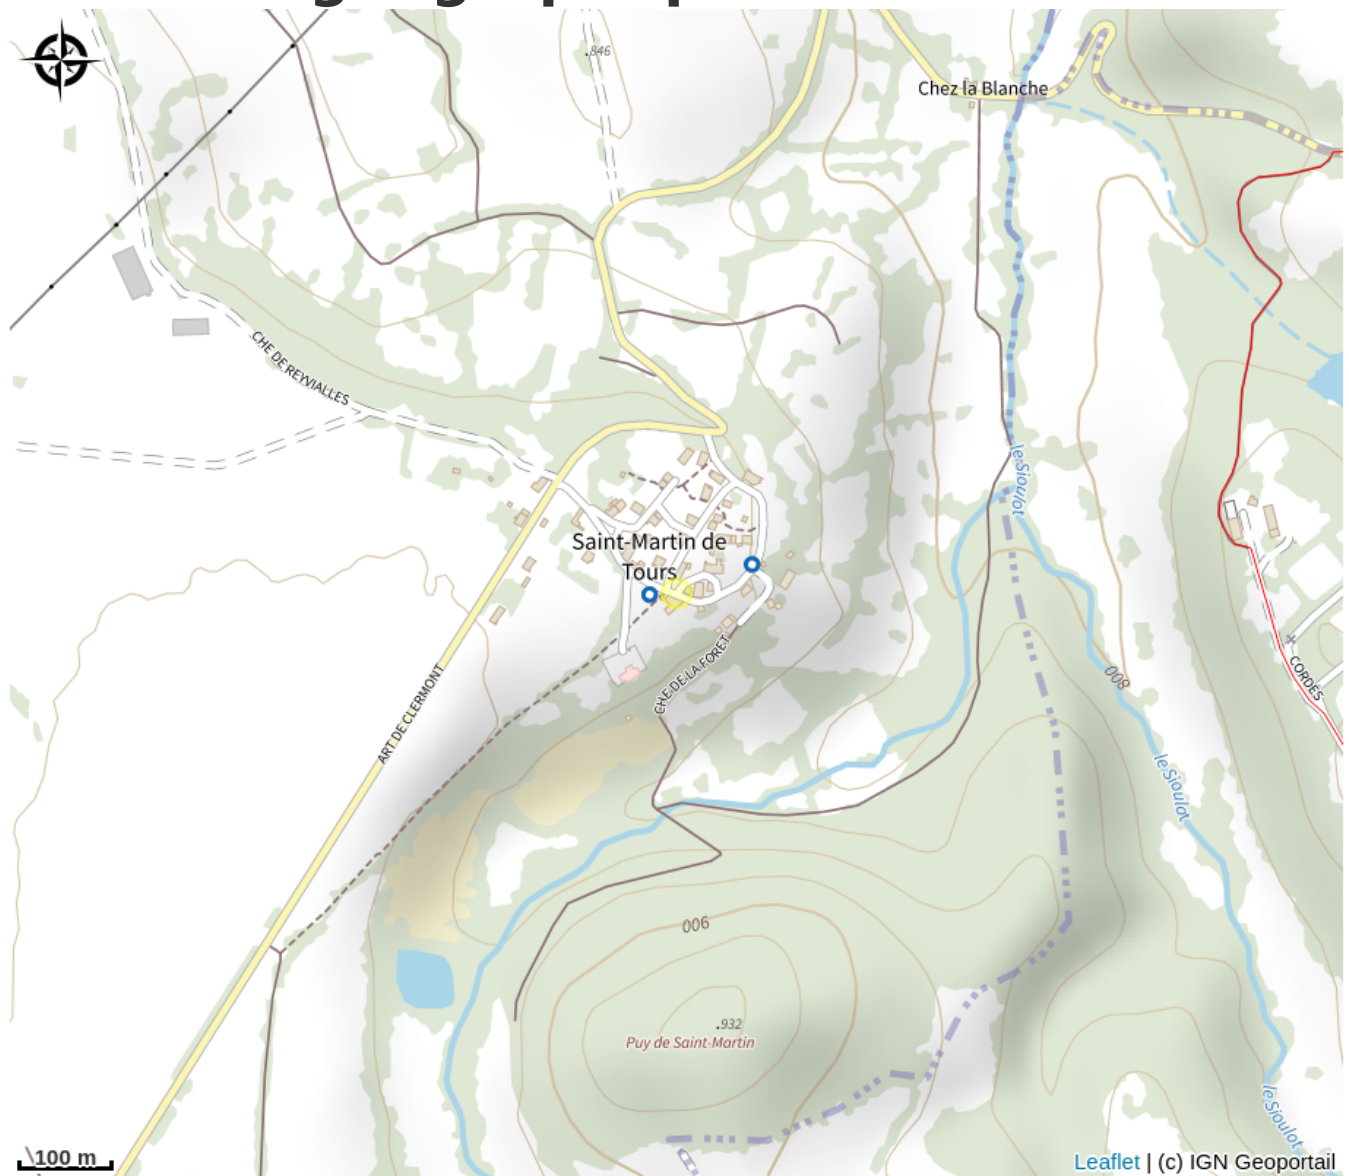 .846
Chez la Blanche
CHE DE REYVIALLES
le Sioulot
Saint-Martin de
Tours
CHE DE LA FORET
ART DE CLERMONT
800
CORDES
le Sioulot
900
.932
Puy de Saint-Martin
le Sioulot
100 m
Leaflet | (c) IGN Geoportail